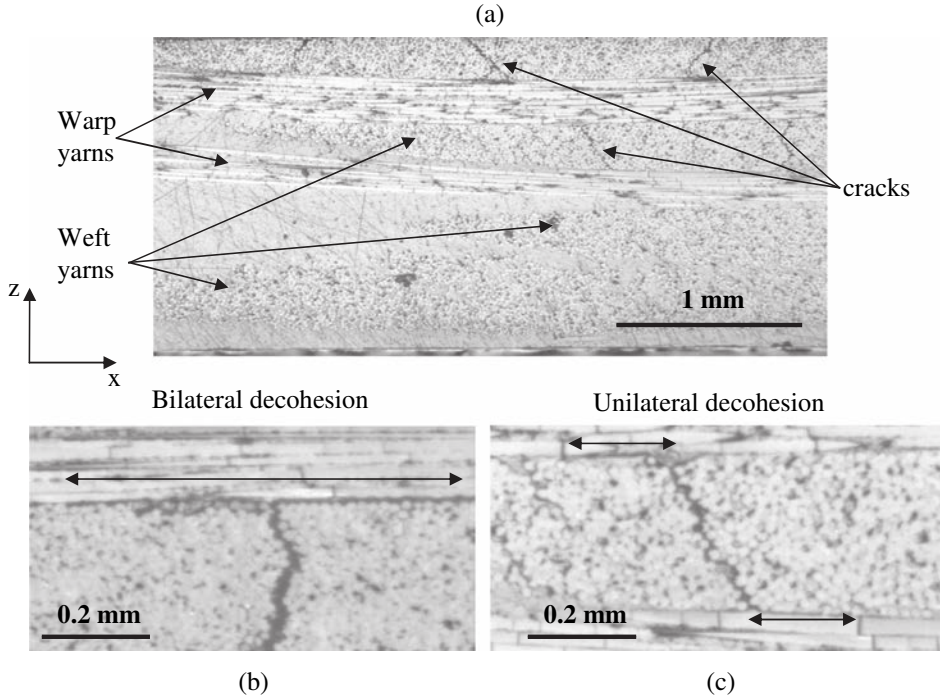 (a)
Warp
yarns
cracks
Weft
yarns
1 mm
z
x
Bilateral decohesion
Unilateral decohesion
0.2 mm
0.2 mm
(b)
(c)